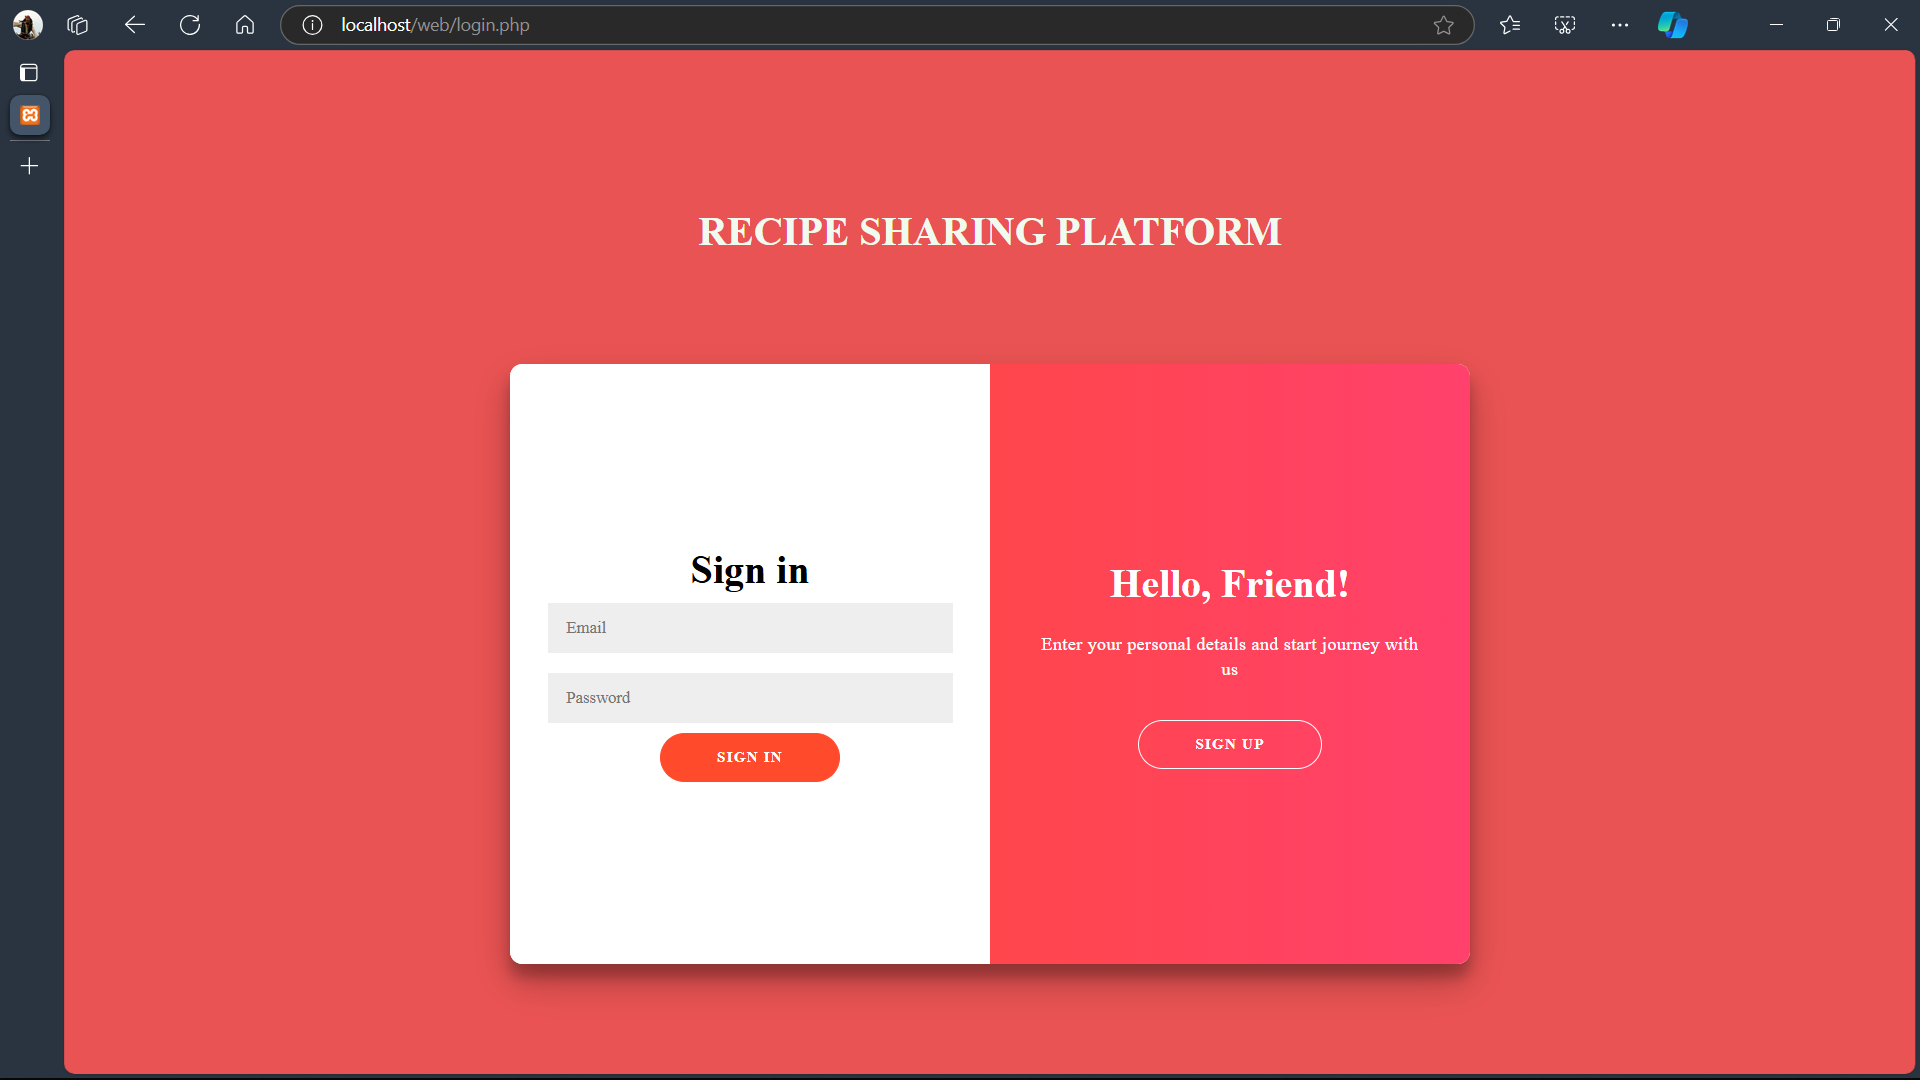 localhost/web/login.php
RECIPE SHARING PLATFORM
Sign in
Email
Password
SIGN IN
Hello, Friend!
Enter your personal details and start journey with
us
SIGN UP